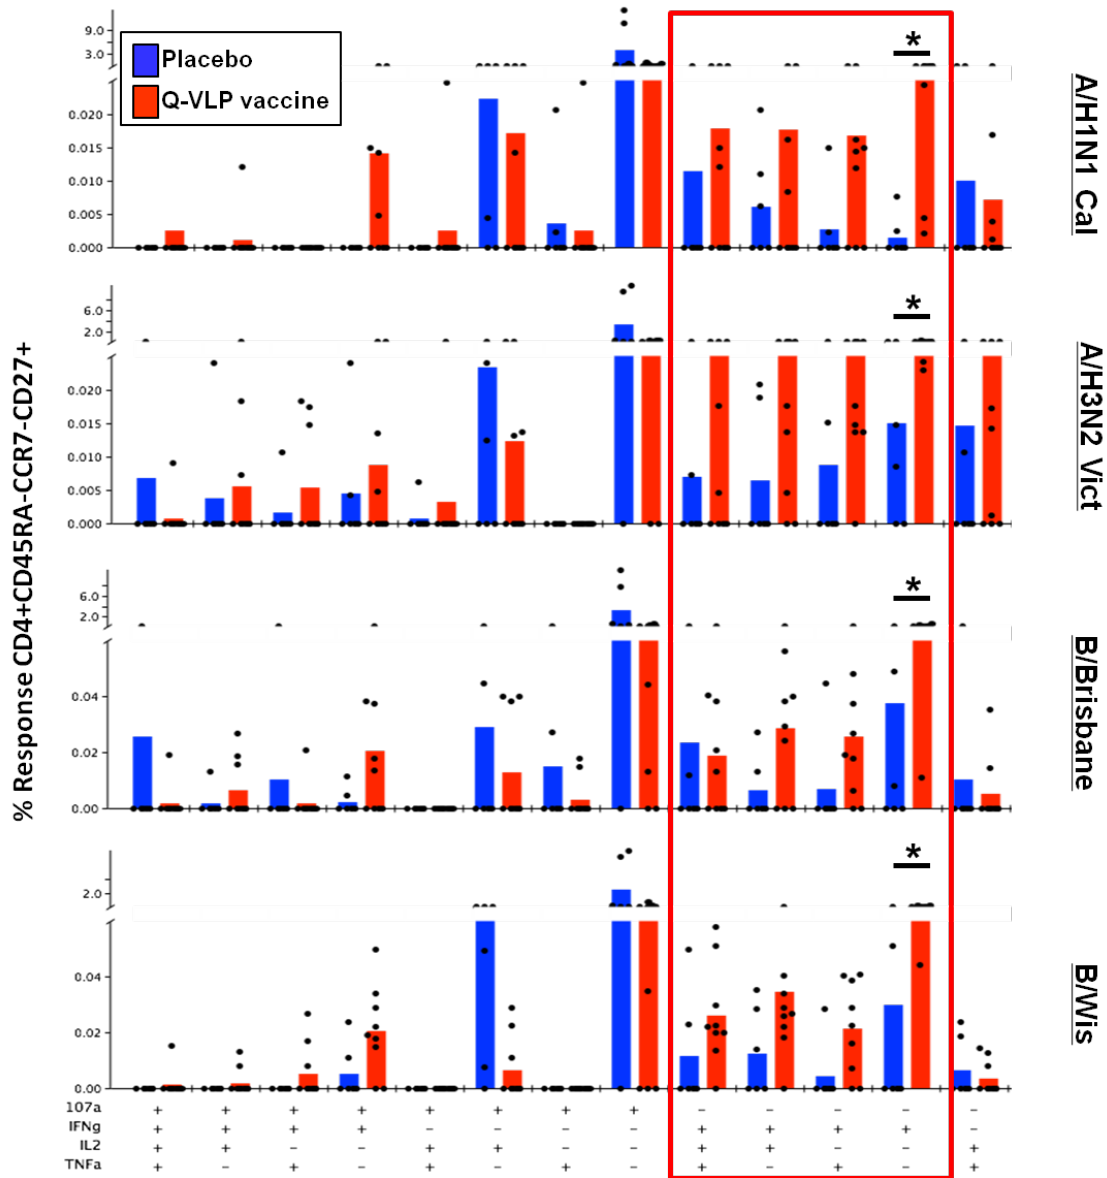 Placebo
Q-VLP vaccine
% Response CD4+CD45RA-CCR7-CD27+
9.0
3.0
0.020
0.015
0.010
0.005
0.000
*
A/H1N1 Cal
6.0
2.0
0.020
0.015
0.010
0.005
0.000
*
A/H3N2 Vict
6.0
2.0
0.04
0.02
0.00
*
B/Brisbane
2.0
0.04
0.02
0.00
*
B/Wis
107a + + + + + + + + − − − − −
IFNg + + + + − − − − + + + + −
IL2 + + − − + + − − + + − − +
TNFa + − + − + − + − + − + − +